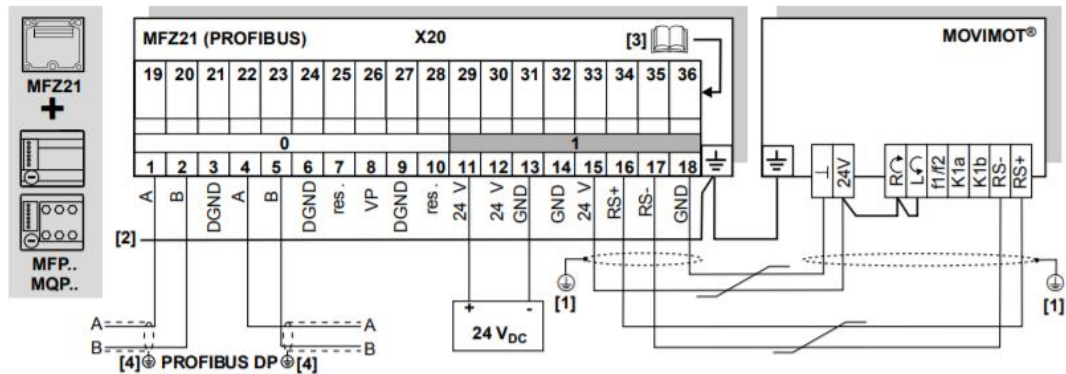 MFZ21 (PROFIBUS) X20 [3] MOVIMOT®
MFZ21
+
MFP..
MQP..
19 20 21 22 23 24 25 26 27 28 29 30 31 32 33 34 35 36
0 1
1 2 3 4 5 6 7 8 9 10 11 12 13 14 15 16 17 18
A B DGND A B DGND res. VP DGND res. 24 V 24 V GND GND 24 V RS+ RS- GND
⊥ 24V R L f1/f2 K1a K1b RS- RS+
[2]
[1] [1]
+ -
24 VDC
A A
B B
[4] PROFIBUS DP [4]